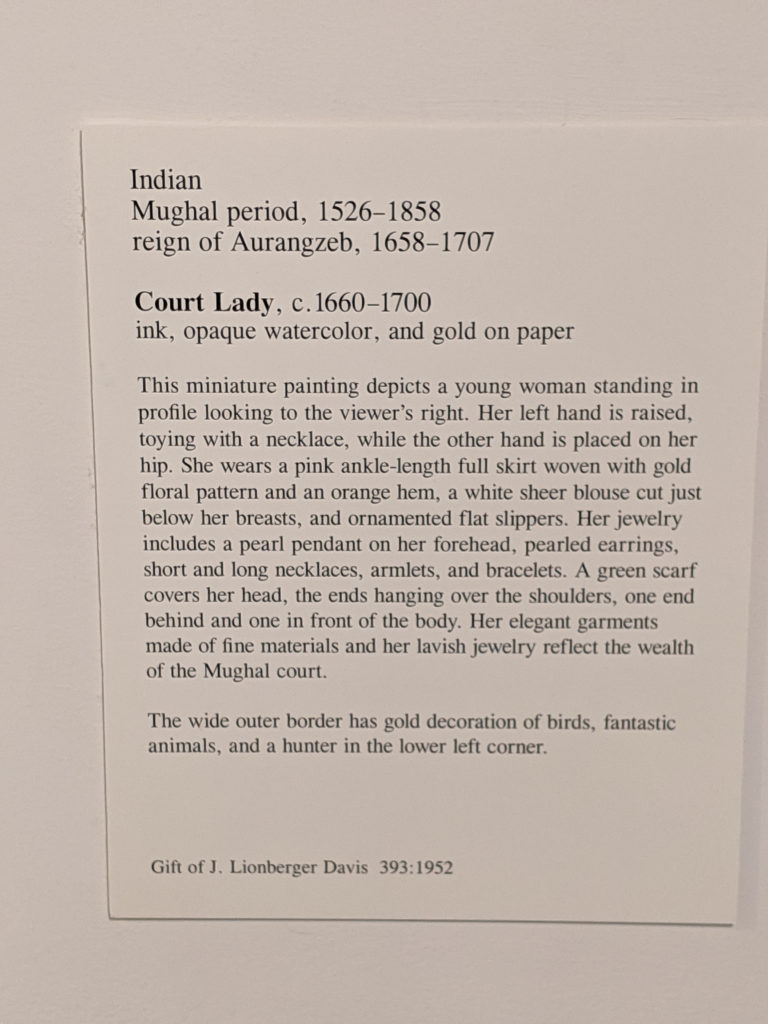 Indian
Mughal period, 1526–1858
reign of Aurangzeb, 1658–1707
Court Lady, c.1660–1700
ink, opaque watercolor, and gold on paper
This miniature painting depicts a young woman standing in
profile looking to the viewer's right. Her left hand is raised,
toying with a necklace, while the other hand is placed on her
hip. She wears a pink ankle-length full skirt woven with gold
floral pattern and an orange hem, a white sheer blouse cut just
below her breasts, and ornamented flat slippers. Her jewelry
includes a pearl pendant on her forehead, pearled earrings,
short and long necklaces, armlets, and bracelets. A green scarf
covers her head, the ends hanging over the shoulders, one end
behind and one in front of the body. Her elegant garments
made of fine materials and her lavish jewelry reflect the wealth
of the Mughal court.
The wide outer border has gold decoration of birds, fantastic
animals, and a hunter in the lower left corner.
Gift of J. Lionberger Davis 393:1952